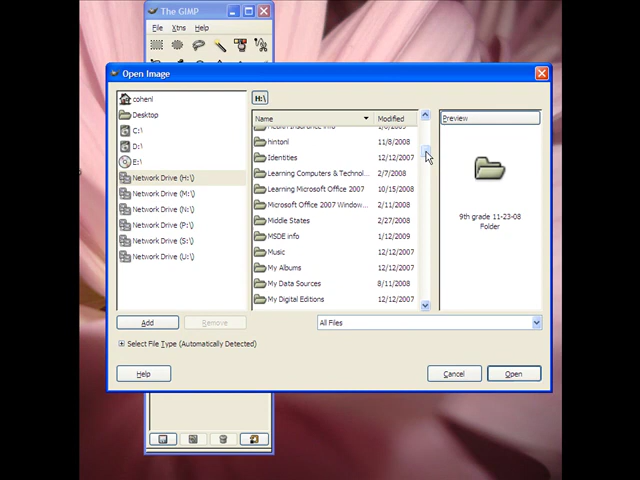 The GIMP
File Xtns Help
Open Image
H:\
cohenl
Desktop
C:\
D:\
E:\
Network Drive (H:\)
Network Drive (M:\)
Network Drive (N:\)
Network Drive (P:\)
Network Drive (S:\)
Network Drive (U:\)
Name Modified
hintonl 11/8/2008
Identities 12/12/2007
Learning Computers & Technol... 2/7/2008
Learning Microsoft Office 2007 10/15/2008
Microsoft Office 2007 Window... 2/8/2008
Middle States 2/27/2008
MSDE info 1/12/2009
Music 12/12/2007
My Albums 12/12/2007
My Data Sources 8/11/2008
My Digital Editions 12/12/2007
Preview
9th grade 11-23-08
Folder
Add Remove
All Files
Select File Type (Automatically Detected)
Help Cancel Open